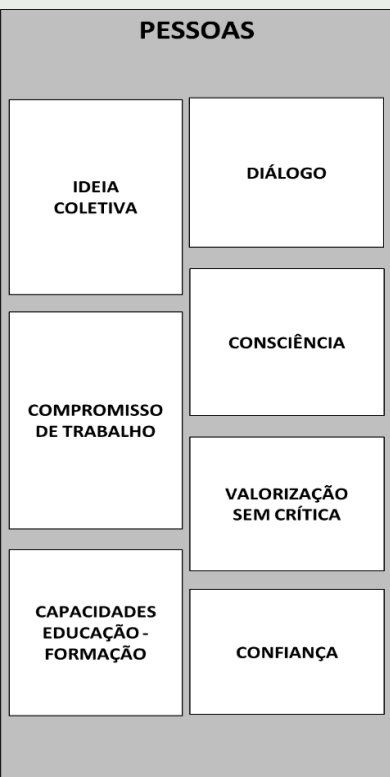 PESSOAS
IDEIA
COLETIVA
DIÁLOGO
CONSCIÊNCIA
COMPROMISSO
DE TRABALHO
VALORIZAÇÃO
SEM CRÍTICA
CAPACIDADES
EDUCAÇÃO -
FORMAÇÃO
CONFIANÇA